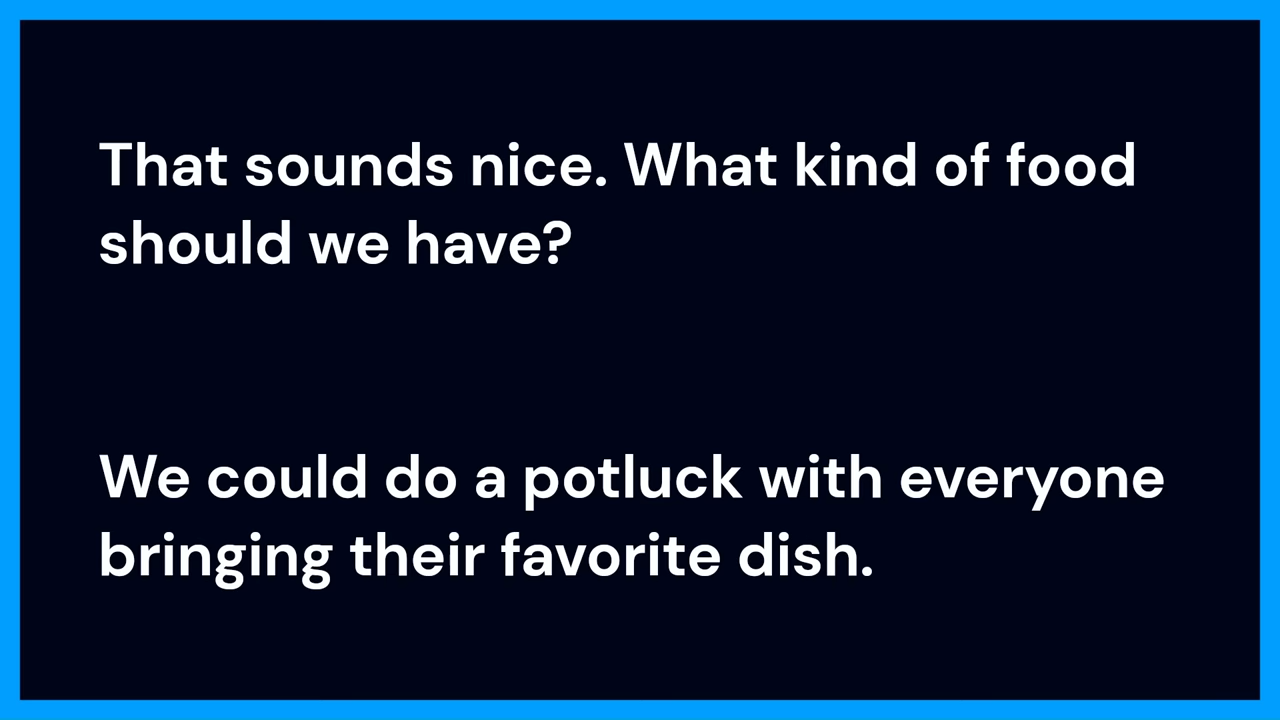 That sounds nice. What kind of food
should we have?
We could do a potluck with everyone
bringing their favorite dish.